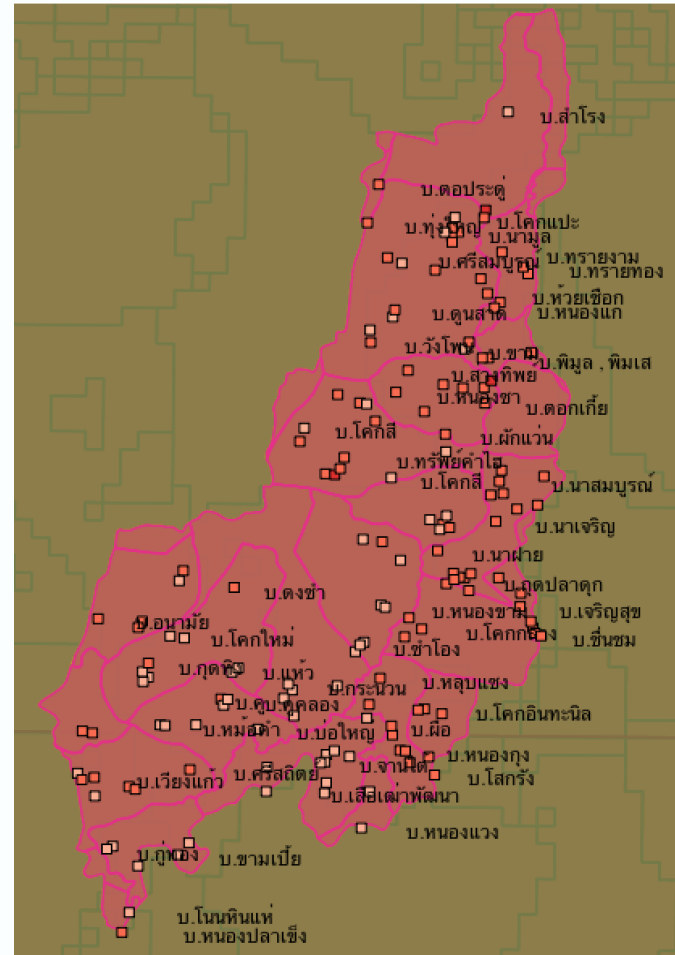 บ.สำโรง
บ.ดอประดู่
บ.ทุ่งใหญ่
บ.โคกแปะ
บ.นามูล
บ.ศรีสมบูรณ์
บ.ทรายงาม
บ.ทรายทอง
บ.ห้วยเชือก
บ.หนองแก
บ.ดูนสาด
บ.วังโพน
บ.ขาม
บ.พิมูล , พิมเส
บ.สวงทิพย์
บ.หนองซา
บ.ดอกเกี้ย
บ.โคกสี
บ.ผักแว่น
บ.ทรัพย์คำไฮ
บ.โคกสี
บ.นาสมบูรณ์
บ.นาเจริญ
บ.นาฝาย
บ.กุดปลาดุก
บ.ดงซำ
บ.หนองขาม
บ.เจริญสุข
บ.อนามัย
บ.โคกใหม่
บ.โคกกลาง
บ.ชื่นชม
บ.ซำโอง
บ.แห้ว
บ.กระนวน
บ.หลุบแซง
บ.คูคลอง
บ.หม้อดำ
บ.บ่อใหญ่
บ.ผือ
บ.โคกอินทะนิล
บ.หนองกุง
บ.โสกรัง
บ.เวียงแก้ว
บ.ศรีสถิตย์
บ.จานใต้
บ.เสือเฒ่าพัฒนา
บ.หนองแวง
บ.กู่ทอง
บ.ขามเปี้ย
บ.โนนหินแห่
บ.หนองปลาเข็ง